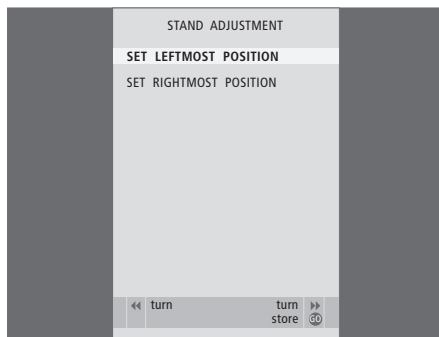 STAND ADJUSTMENT
SET LEFTMOST POSITION
SET RIGHTMOST POSITION
turn turn
store GO